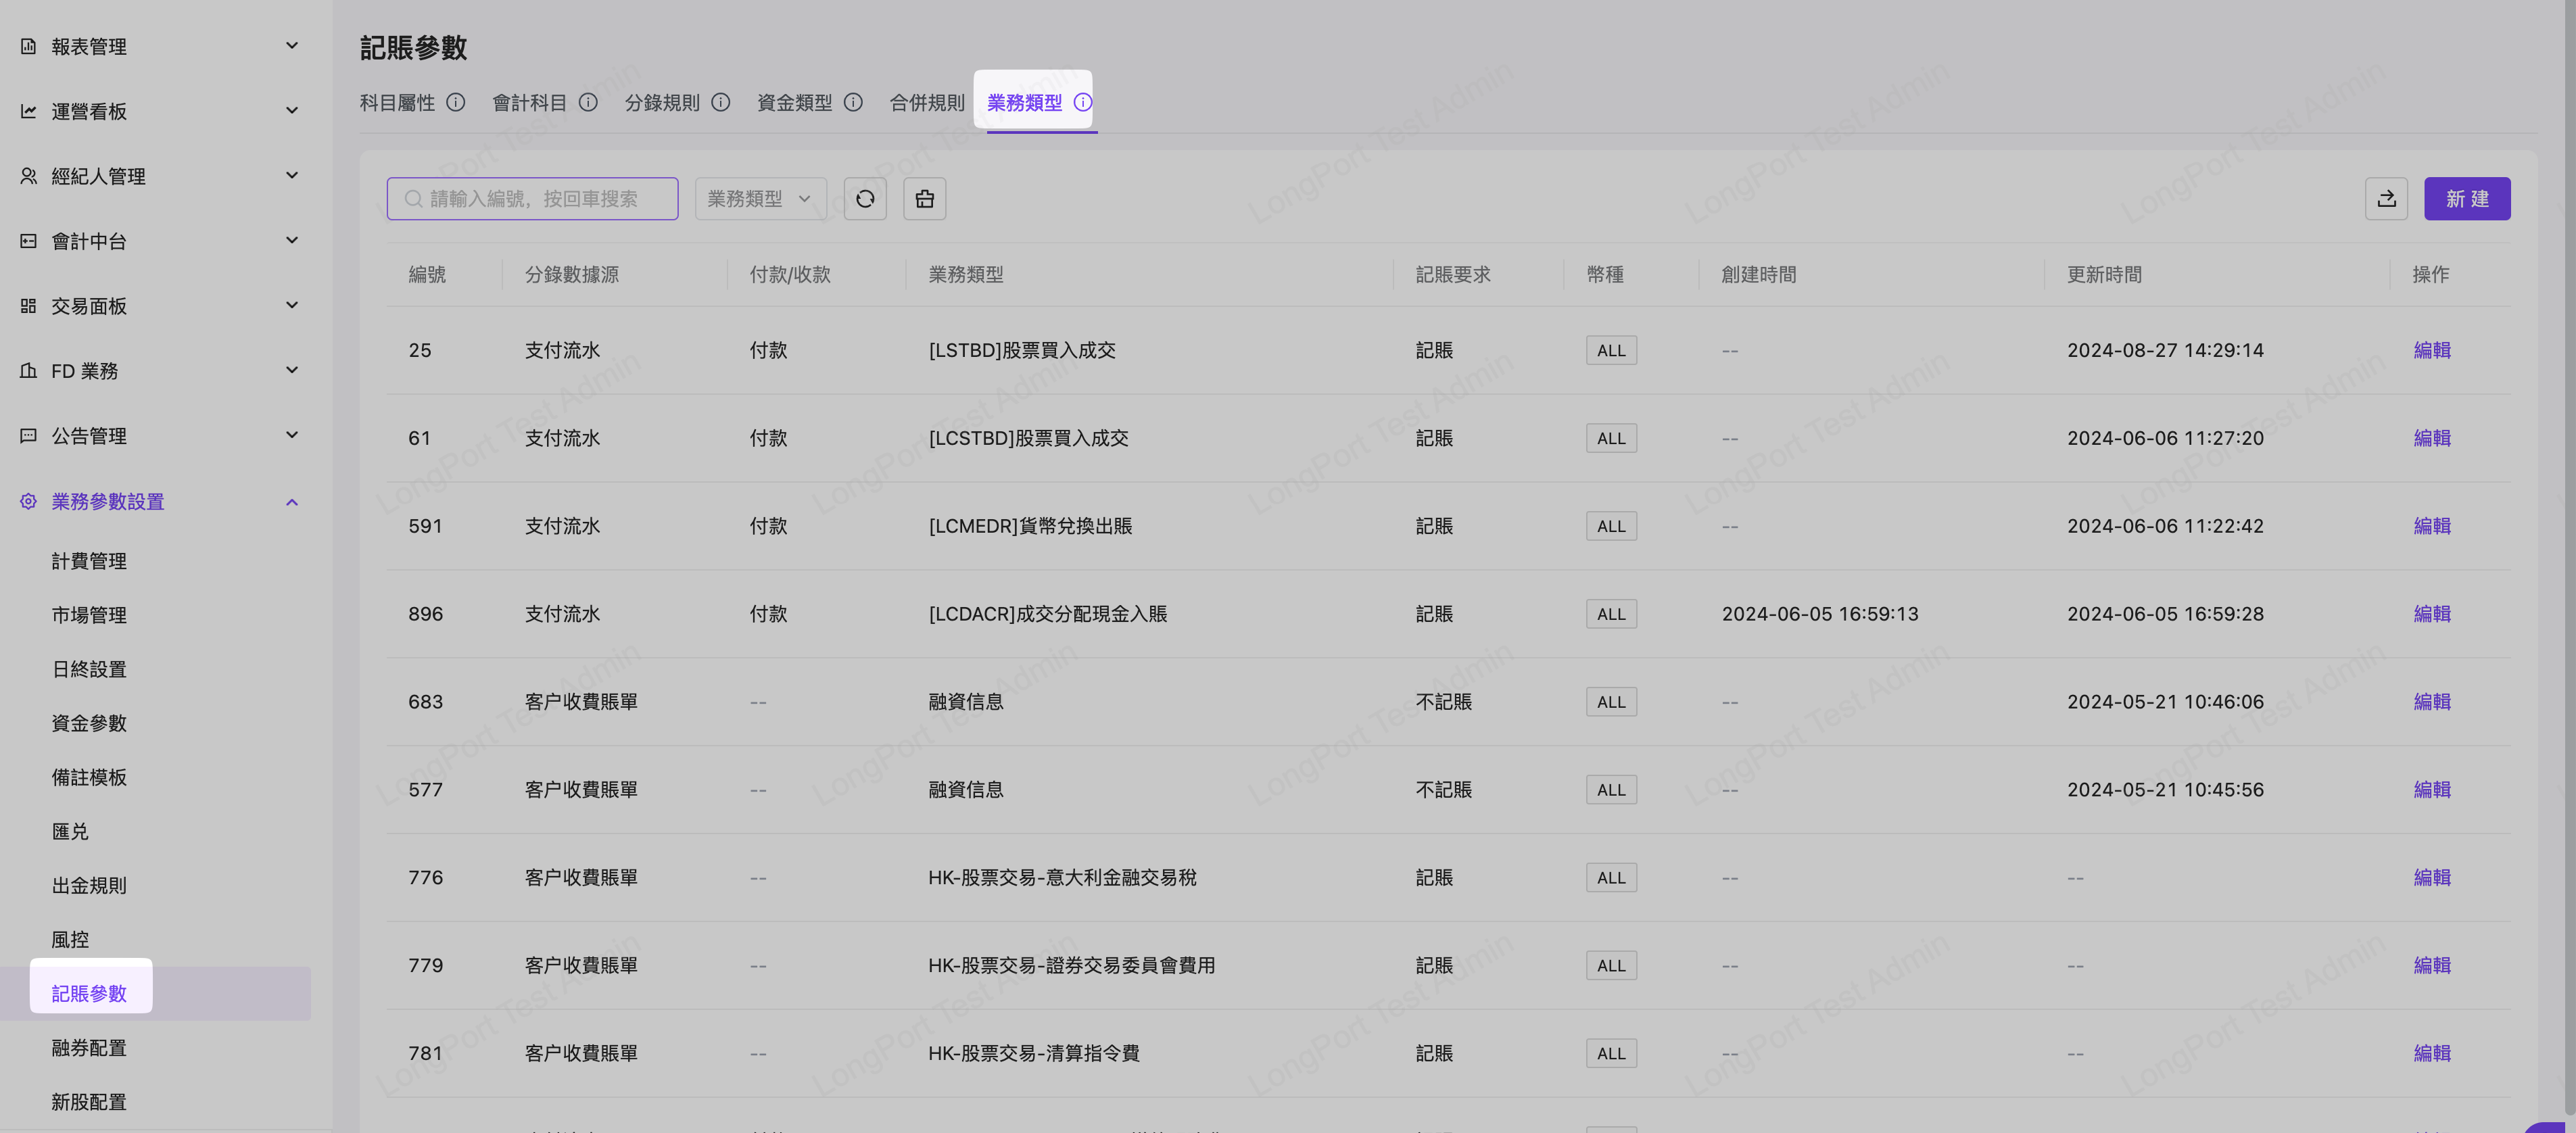 報表管理
運營看板
經紀人管理
會計中台
交易面板
FD 業務
公告管理
業務參數設置
計費管理
市場管理
日終設置
資金參數
備註模板
匯兑
出金規則
風控
記賬參數
融券配置
新股配置
記賬參數
科目屬性 會計科目 分錄規則 資金類型 合併規則 業務類型
請輸入編號，按回車搜索 業務類型 新 建
編號 分錄數據源 付款/收款 業務類型 記賬要求 幣種 創建時間 更新時間 操作
25 支付流水 付款 [LSTBD]股票買入成交 記賬 ALL -- 2024-08-27 14:29:14 編輯
61 支付流水 付款 [LCSTBD]股票買入成交 記賬 ALL -- 2024-06-06 11:27:20 編輯
591 支付流水 付款 [LCMEDR]貨幣兌換出賬 記賬 ALL -- 2024-06-06 11:22:42 編輯
896 支付流水 付款 [LCDACR]成交分配現金入賬 記賬 ALL 2024-06-05 16:59:13 2024-06-05 16:59:28 編輯
683 客户收費賬單 -- 融資信息 不記賬 ALL -- 2024-05-21 10:46:06 編輯
577 客户收費賬單 -- 融資信息 不記賬 ALL -- 2024-05-21 10:45:56 編輯
776 客户收費賬單 -- HK-股票交易-意大利金融交易稅 記賬 ALL -- -- 編輯
779 客户收費賬單 -- HK-股票交易-證券交易委員會費用 記賬 ALL -- -- 編輯
781 客户收費賬單 -- HK-股票交易-清算指令費 記賬 ALL -- -- 編輯
LongPort Test Admin